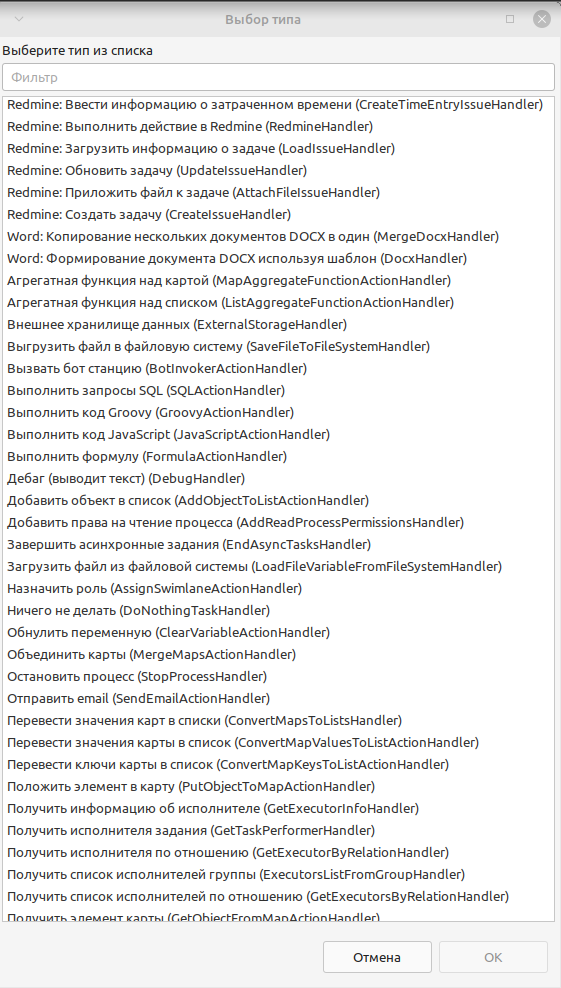 Выбор типа
Выберите тип из списка
Фильтр
Redmine: Ввести информацию о затраченном времени (CreateTimeEntryIssueHandler)
Redmine: Выполнить действие в Redmine (RedmineHandler)
Redmine: Загрузить информацию о задаче (LoadIssueHandler)
Redmine: Обновить задачу (UpdateIssueHandler)
Redmine: Приложить файл к задаче (AttachFileIssueHandler)
Redmine: Создать задачу (CreateIssueHandler)
Word: Копирование нескольких документов DOCX в один (MergeDocxHandler)
Word: Формирование документа DOCX используя шаблон (DocxHandler)
Агрегатная функция над картой (MapAggregateFunctionActionHandler)
Агрегатная функция над списком (ListAggregateFunctionActionHandler)
Внешнее хранилище данных (ExternalStorageHandler)
Выгрузить файл в файловую систему (SaveFileToFileSystemHandler)
Вызвать бот станцию (BotInvokerActionHandler)
Выполнить запросы SQL (SQLActionHandler)
Выполнить код Groovy (GroovyActionHandler)
Выполнить код JavaScript (JavaScriptActionHandler)
Выполнить формулу (FormulaActionHandler)
Дебаг (выводит текст) (DebugHandler)
Добавить объект в список (AddObjectToListActionHandler)
Добавить права на чтение процесса (AddReadProcessPermissionsHandler)
Завершить асинхронные задания (EndAsyncTasksHandler)
Загрузить файл из файловой системы (LoadFileVariableFromFileSystemHandler)
Назначить роль (AssignSwimlaneActionHandler)
Ничего не делать (DoNothingTaskHandler)
Обнулить переменную (ClearVariableActionHandler)
Объединить карты (MergeMapsActionHandler)
Остановить процесс (StopProcessHandler)
Отправить email (SendEmailActionHandler)
Перевести значения карт в списки (ConvertMapsToListsHandler)
Перевести значения карты в список (ConvertMapValuesToListActionHandler)
Перевести ключи карты в список (ConvertMapKeysToListActionHandler)
Положить элемент в карту (PutObjectToMapActionHandler)
Получить информацию об исполнителе (GetExecutorInfoHandler)
Получить исполнителя задания (GetTaskPerformerHandler)
Получить исполнителя по отношению (GetExecutorByRelationHandler)
Получить список исполнителей группы (ExecutorsListFromGroupHandler)
Получить список исполнителей по отношению (GetExecutorsByRelationHandler)
Получить элемент карты (GetObjectFromMapActionHandler)
Отмена
OK